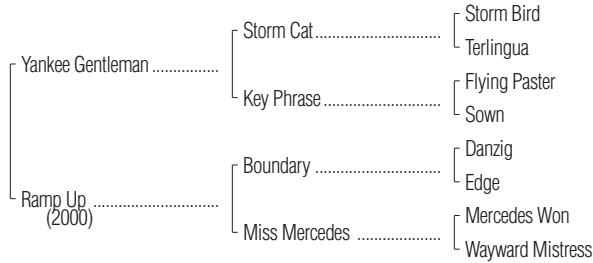 Storm Bird
Storm Cat
Terlingua
Yankee Gentleman
Flying Paster
Key Phrase
Sown
Danzig
Boundary
Edge
Ramp Up
(2000)
Mercedes Won
Miss Mercedes
Wayward Mistress